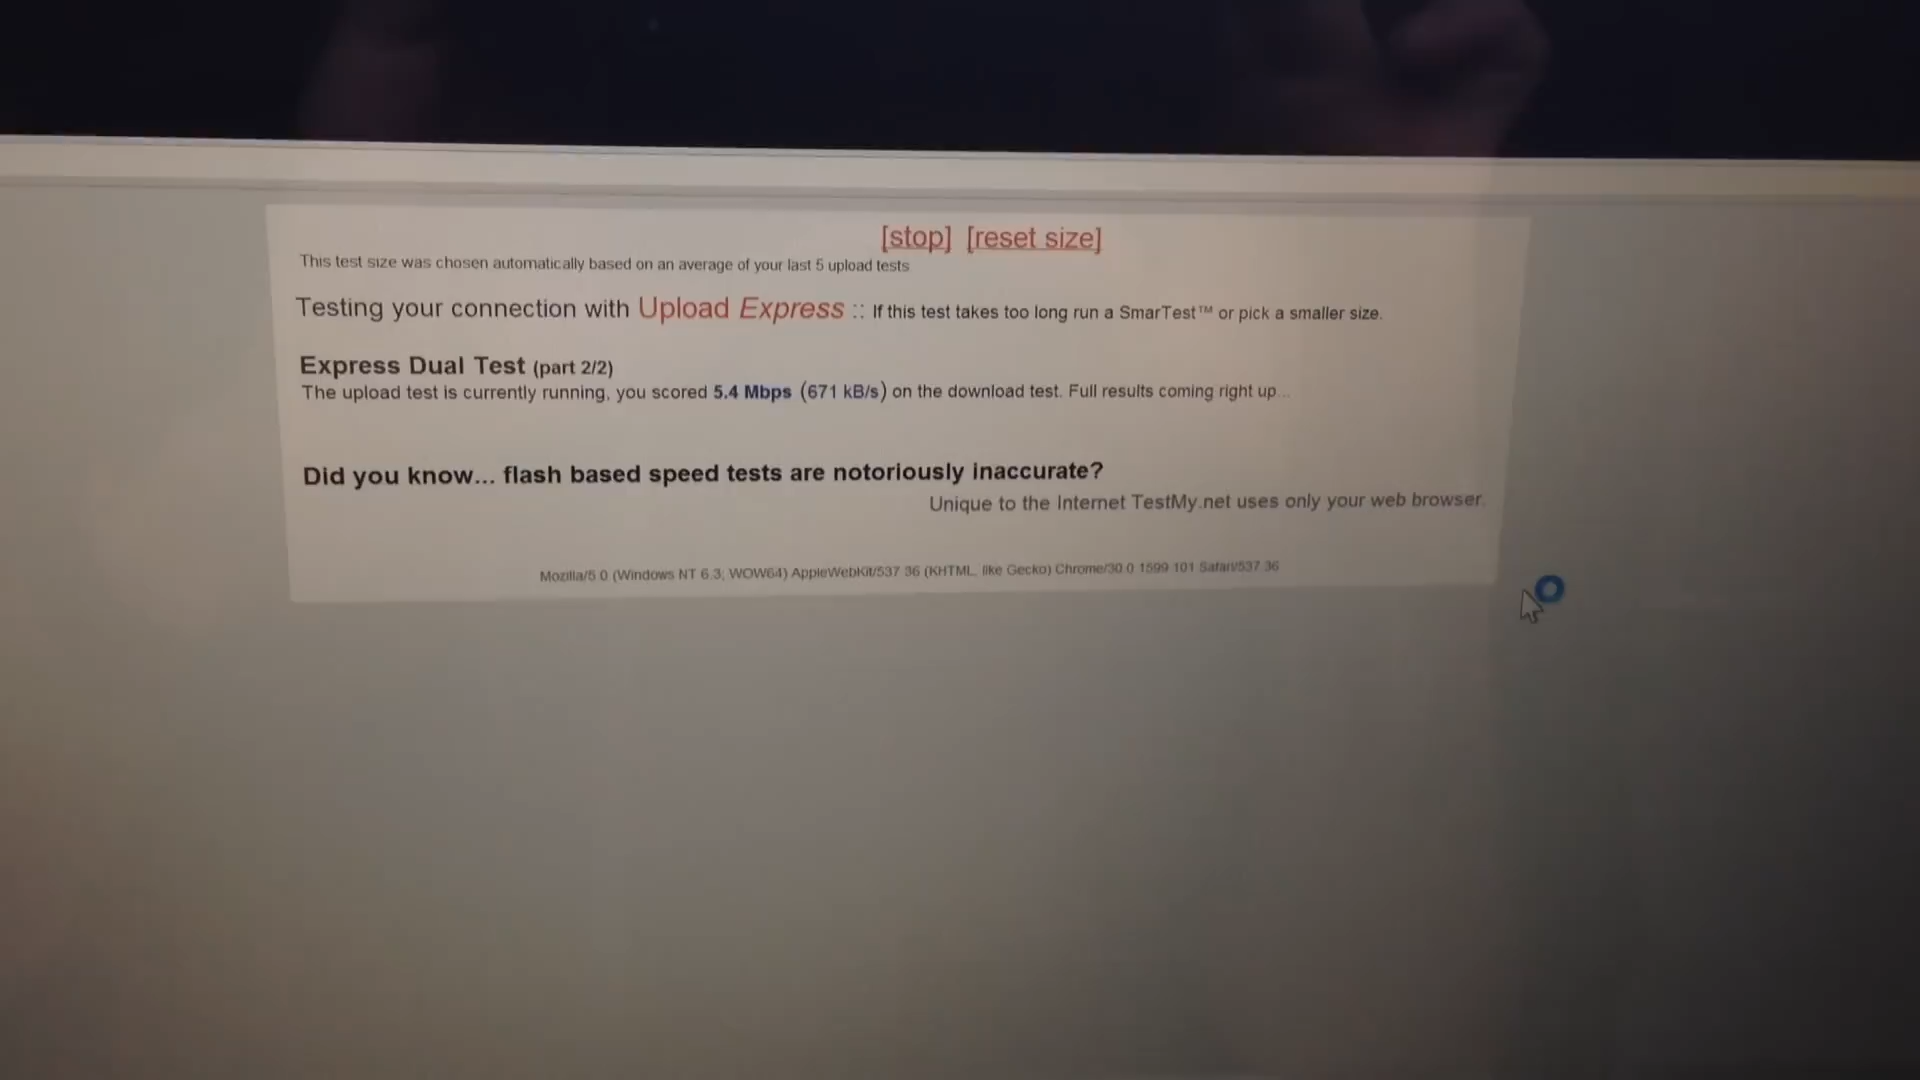 [stop] [reset size]
This test size was chosen automatically based on an average of your last 5 upload tests
Testing your connection with Upload Express :: If this test takes too long run a SmarTest™ or pick a smaller size.
Express Dual Test (part 2/2)
The upload test is currently running, you scored 5.4 Mbps (671 kB/s) on the download test. Full results coming right up...
Did you know... flash based speed tests are notoriously inaccurate?
Unique to the Internet TestMy.net uses only your web browser.
Mozilla/5.0 (Windows NT 6.3; WOW64) AppleWebKit/537.36 (KHTML, like Gecko) Chrome/30.0.1599.101 Safari/537.36